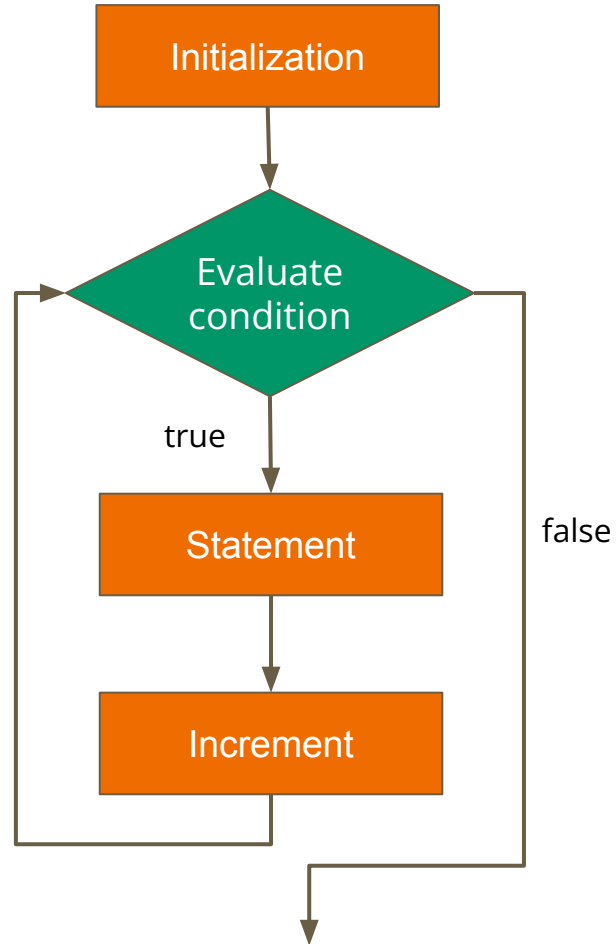 Initialization
Evaluate
condition
true
Statement
false
Increment